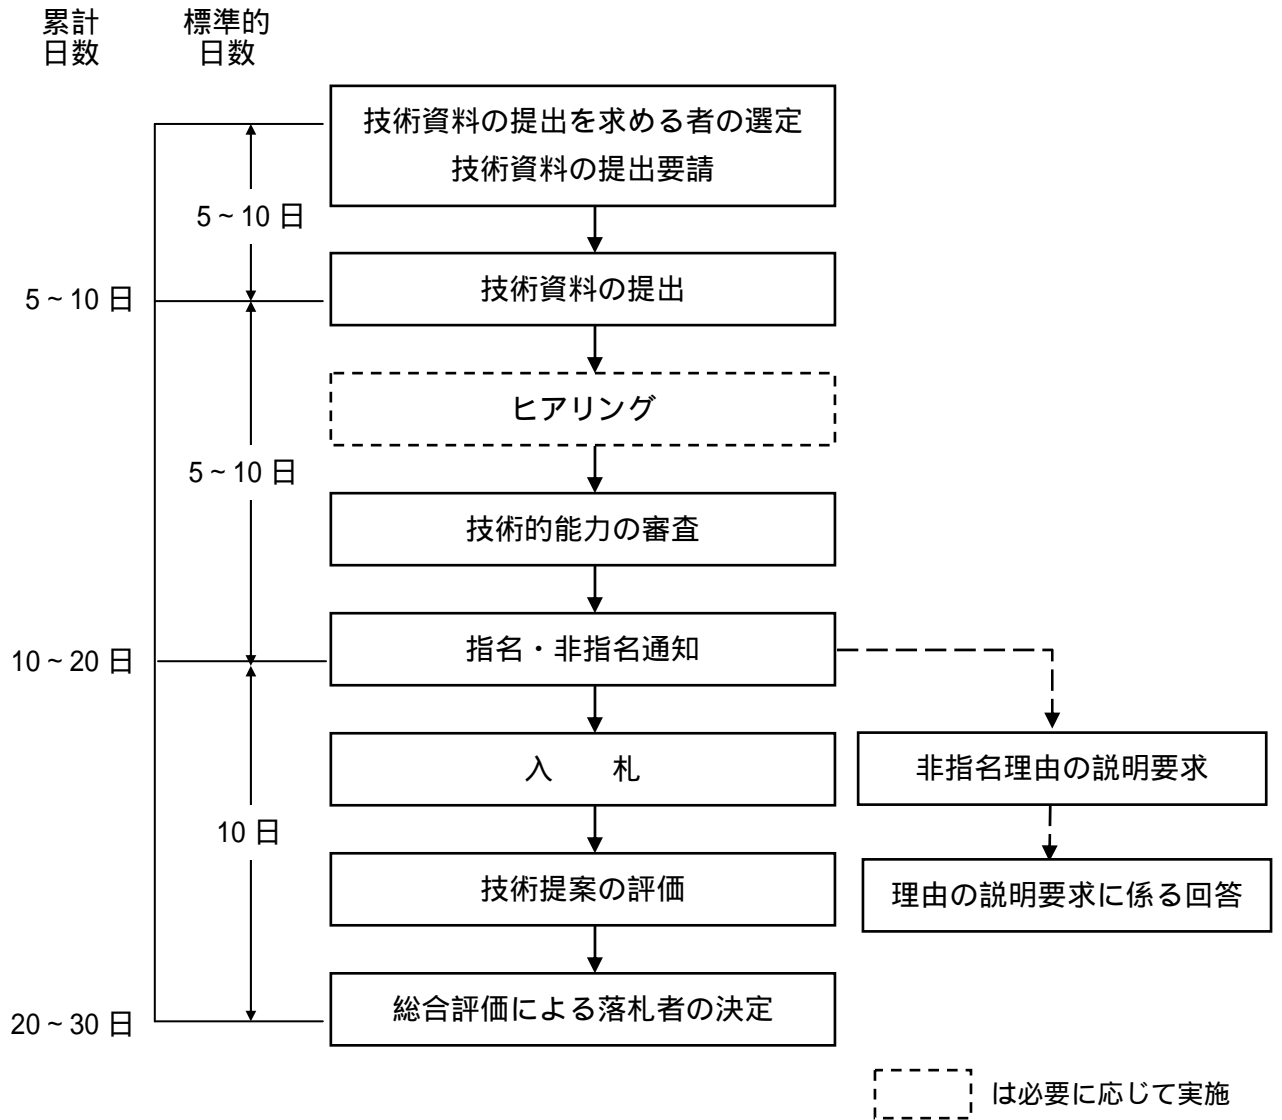 累計
日数
標準的
日数
技術資料の提出を求める者の選定
技術資料の提出要請
5~10 日
技術資料の提出
5~10 日
ヒアリング
5~10 日
技術的能力の審査
指名・非指名通知
10~20 日
入　札
非指名理由の説明要求
10 日
技術提案の評価
理由の説明要求に係る回答
総合評価による落札者の決定
20~30 日
は必要に応じて実施